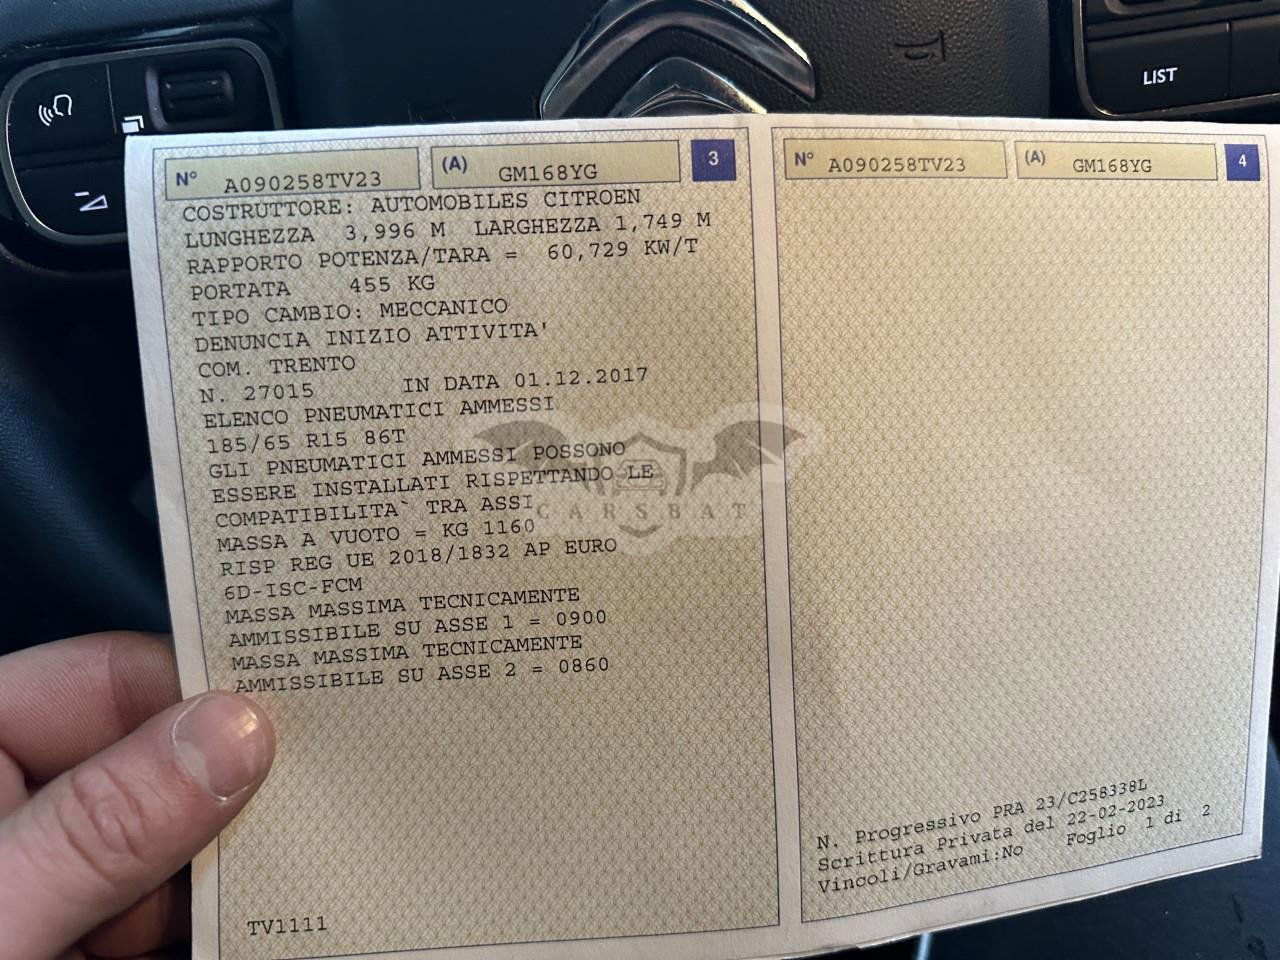 LIST
N° A090258TV23 (A) GM168YG 3
COSTRUTTORE: AUTOMOBILES CITROEN
LUNGHEZZA 3,996 M LARGHEZZA 1,749 M
RAPPORTO POTENZA/TARA = 60,729 KW/T
PORTATA 455 KG
TIPO CAMBIO: MECCANICO
DENUNCIA INIZIO ATTIVITA'
COM. TRENTO
N. 27015 IN DATA 01.12.2017
ELENCO PNEUMATICI AMMESSI
185/65 R15 86T
GLI PNEUMATICI AMMESSI POSSONO
ESSERE INSTALLATI RISPETTANDO LE
COMPATIBILITA` TRA ASSI
MASSA A VUOTO = KG 1160
RISP REG UE 2018/1832 AP EURO
6D-ISC-FCM
MASSA MASSIMA TECNICAMENTE
AMMISSIBILE SU ASSE 1 = 0900
MASSA MASSIMA TECNICAMENTE
AMMISSIBILE SU ASSE 2 = 0860
TV1111
N° A090258TV23 (A) GM168YG 4
N. Progressivo PRA 23/C258338L
Scrittura Privata del 22-02-2023
Vincoli/Gravami:No Foglio 1 di 2
CARSBAT